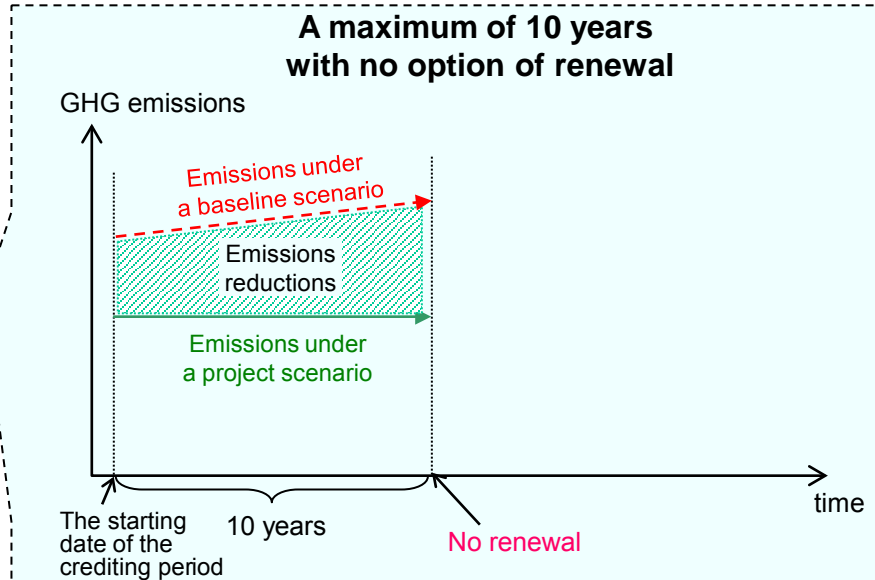 A maximum of 10 years
with no option of renewal
GHG emissions
Emissions under
a baseline scenario
Emissions
reductions
Emissions under
a project scenario
time
The starting
date of the
crediting period
10 years
No renewal